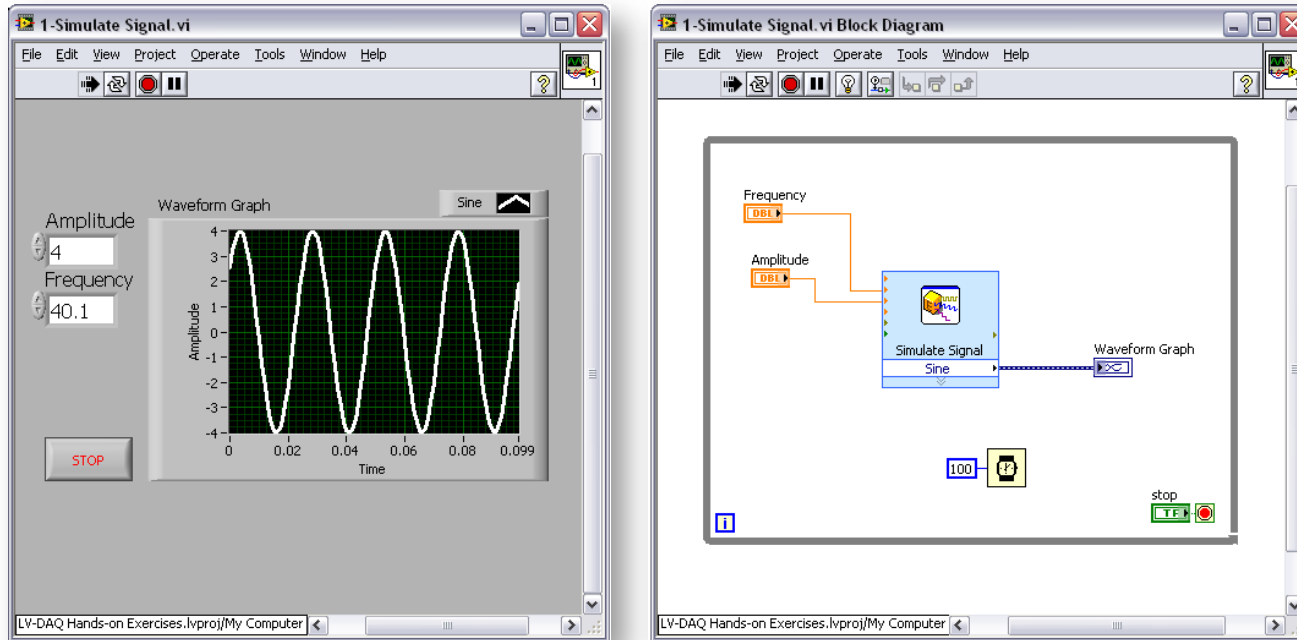 1-Simulate Signal.vi
File Edit View Project Operate Tools Window Help
?
1
Amplitude
4
Frequency
40.1
STOP
Waveform Graph
Sine
Amplitude
4
3
2
1
0
-1
-2
-3
-4
0 0.02 0.04 0.06 0.08 0.099
Time
LV-DAQ Hands-on Exercises.lvproj/My Computer
1-Simulate Signal.vi Block Diagram
File Edit View Project Operate Tools Window Help
?
1
Frequency
DBL
Amplitude
DBL
Simulate Signal
Sine
Waveform Graph
100
stop
TF
i
LV-DAQ Hands-on Exercises.lvproj/My Computer